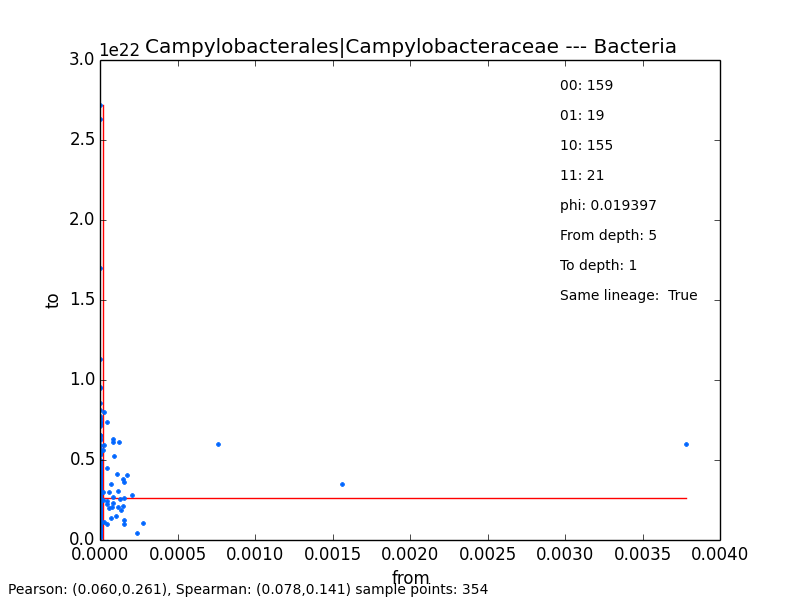 1e22 Campylobacterales|Campylobacteraceae --- Bacteria
3.0
2.5
2.0
1.5
1.0
0.5
0.0
to
00: 159
01: 19
10: 155
11: 21
phi: 0.019397
From depth: 5
To depth: 1
Same lineage:  True
0.0000 0.0005 0.0010 0.0015 0.0020 0.0025 0.0030 0.0035 0.0040
from
Pearson: (0.060,0.261), Spearman: (0.078,0.141) sample points: 354